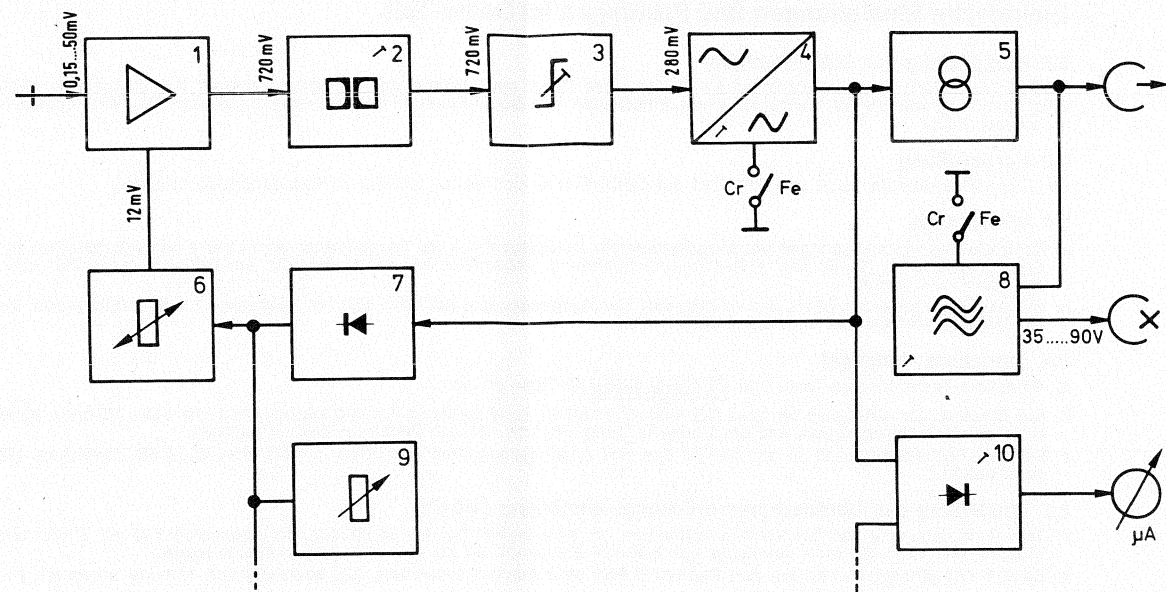 0,15...50mV
1
720mV
2
720mV
3
280mV
4
5
12mV
Cr Fe
Cr Fe
6
7
8
35.....90V
9
10
µA